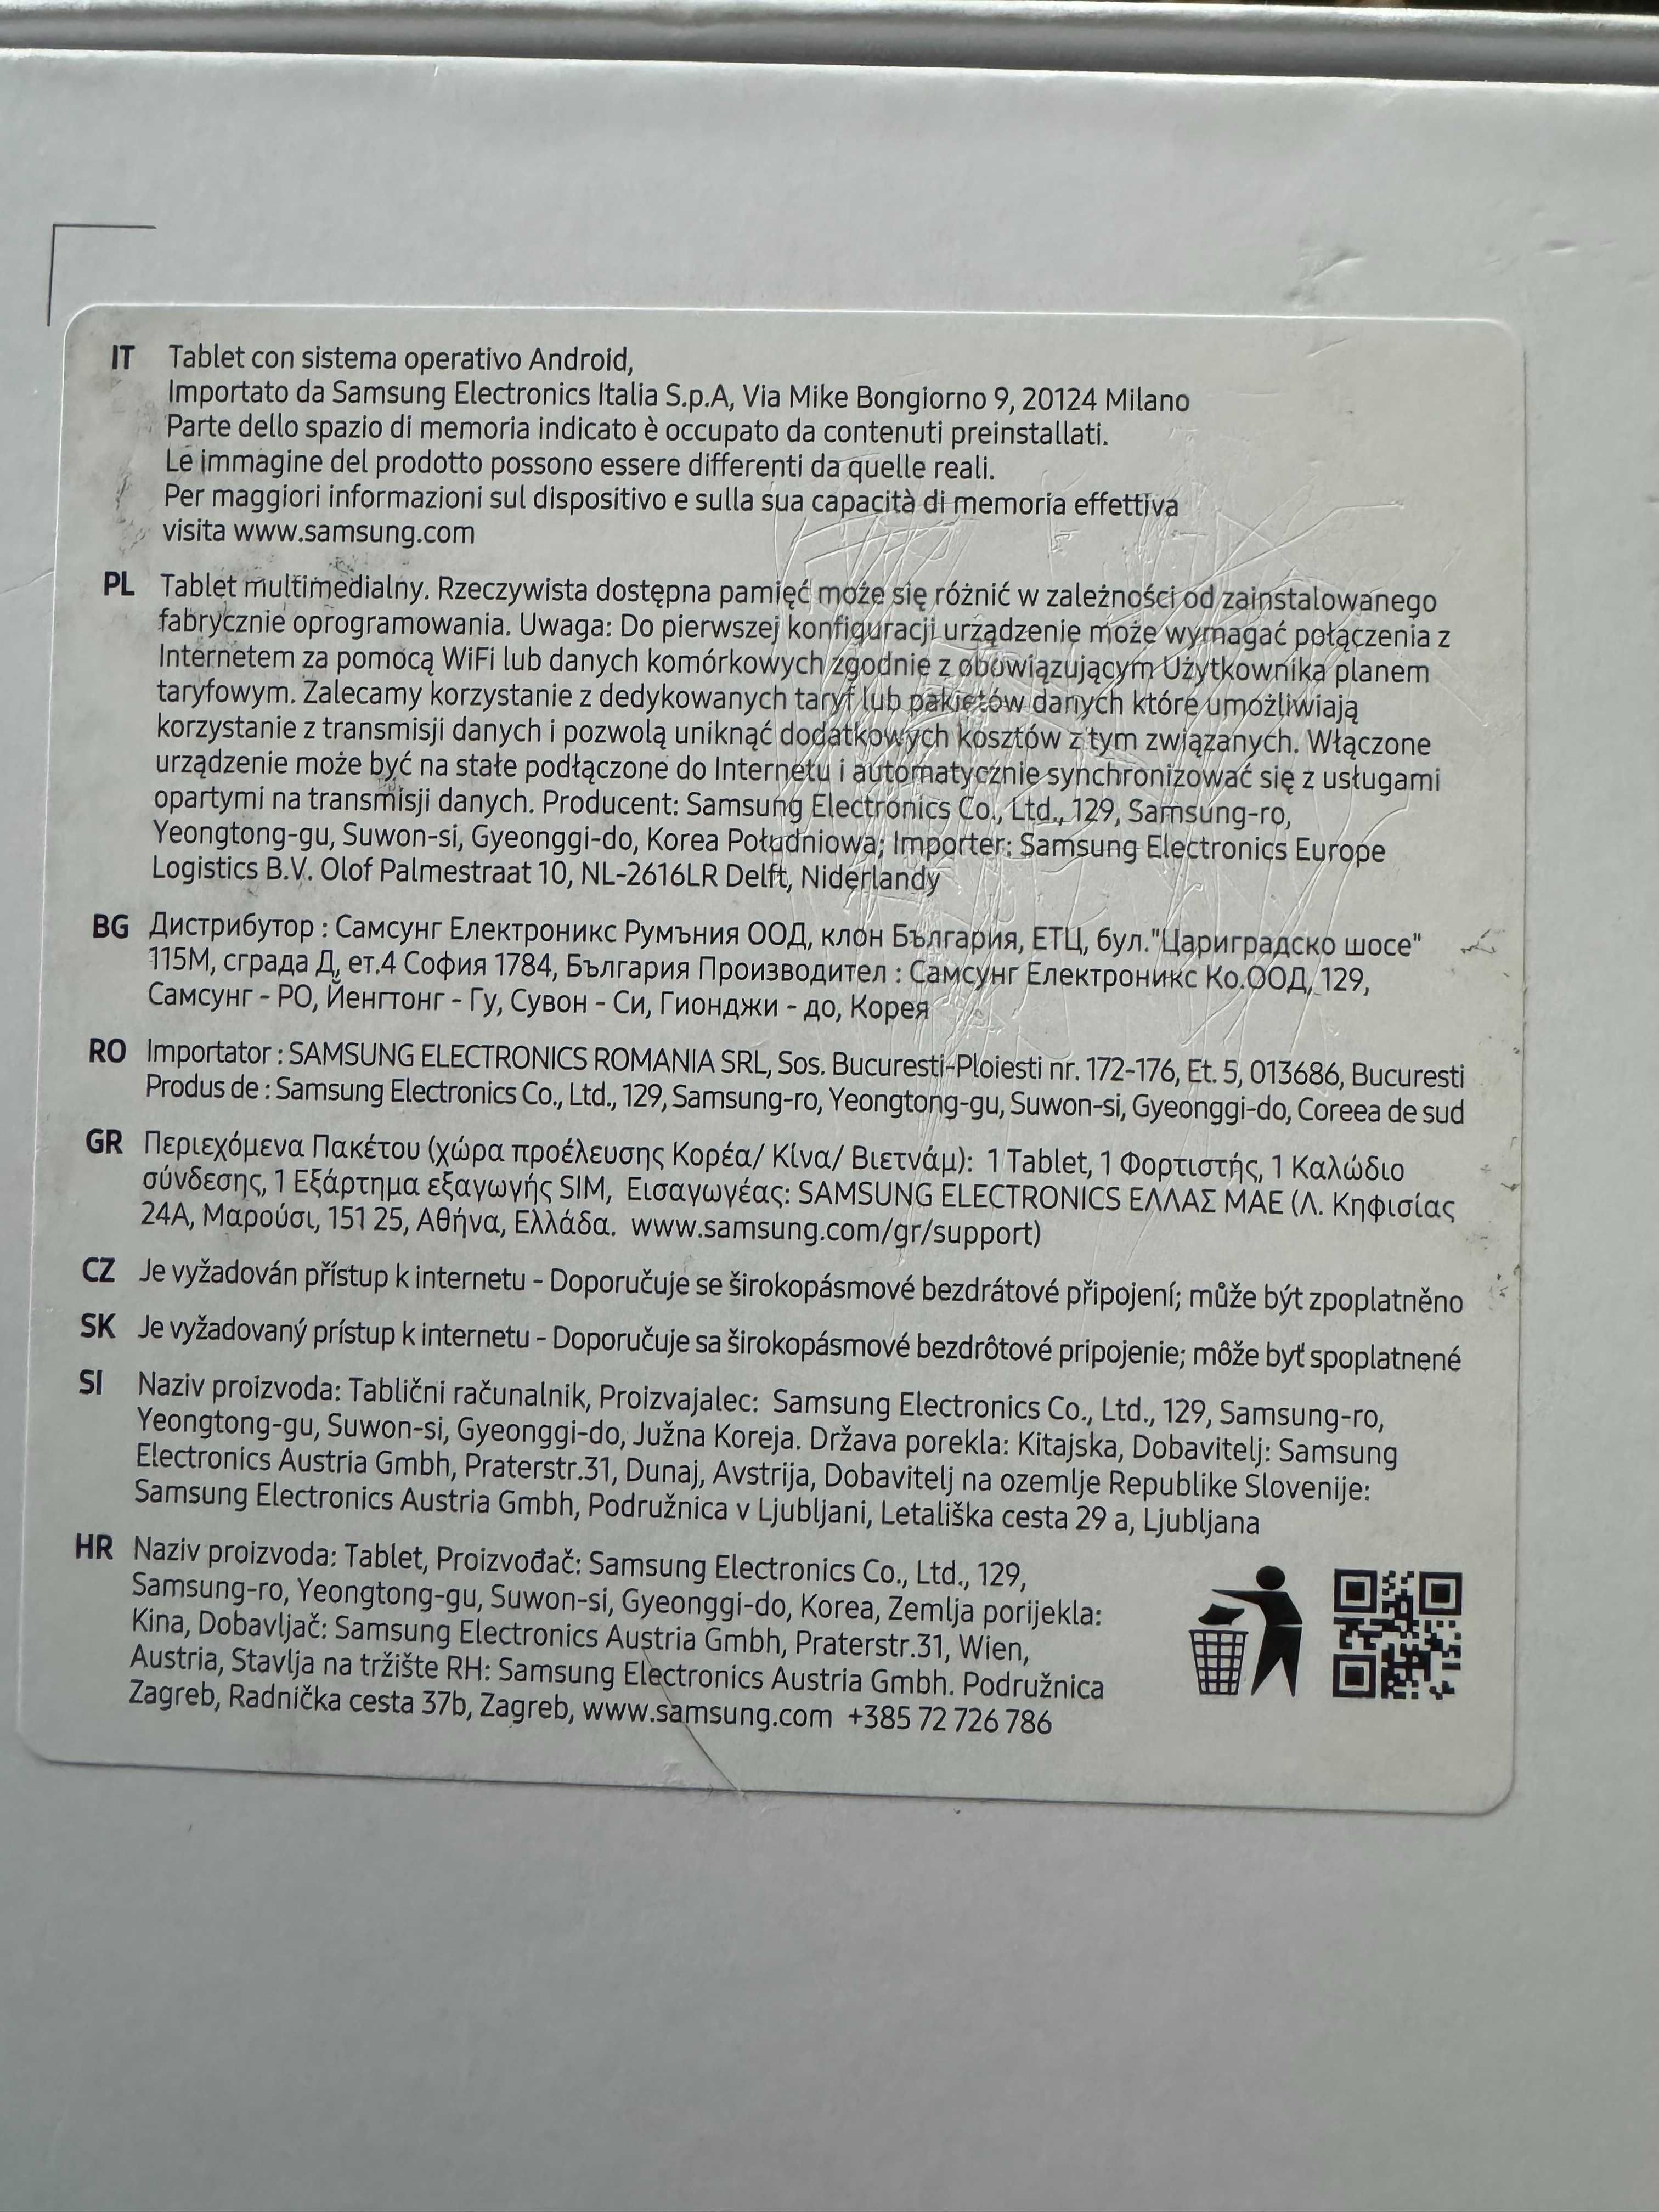 IT Tablet con sistema operativo Android,
Importato da Samsung Electronics Italia S.p.A, Via Mike Bongiorno 9, 20124 Milano
Parte dello spazio di memoria indicato è occupato da contenuti preinstallati.
Le immagine del prodotto possono essere differenti da quelle reali.
Per maggiori informazioni sul dispositivo e sulla sua capacità di memoria effettiva
visita www.samsung.com
PL Tablet multimedialny. Rzeczywista dostępna pamięć może się różnić w zależności od zainstalowanego
fabrycznie oprogramowania. Uwaga: Do pierwszej konfiguracji urządzenie może wymagać połączenia z
Internetem za pomocą WiFi lub danych komórkowych zgodnie z obowiązującym Użytkownika planem
taryfowym. Zalecamy korzystanie z dedykowanych taryf lub pakietów danych które umożliwiają
korzystanie z transmisji danych i pozwolą uniknąć dodatkowych kosztów z tym związanych. Włączone
urządzenie może być na stałe podłączone do Internetu i automatycznie synchronizować się z usługami
opartymi na transmisji danych. Producent: Samsung Electronics Co., Ltd., 129, Samsung-ro,
Yeongtong-gu, Suwon-si, Gyeonggi-do, Korea Południowa; Importer: Samsung Electronics Europe
Logistics B.V. Olof Palmestraat 10, NL-2616LR Delft, Niderlandy
BG Дистрибутор : Самсунг Електроникс Румъния ООД, клон България, ЕТЦ, бул."Цариградско шосе"
115М, сграда Д, ет.4 София 1784, България Производител : Самсунг Електроникс Ко.ООД, 129,
Самсунг - РО, Йенгтонг - Гу, Сувон - Си, Гионджи - до, Корея
RO Importator : SAMSUNG ELECTRONICS ROMANIA SRL, Sos. Bucuresti-Ploiesti nr. 172-176, Et. 5, 013686, Bucuresti
Produs de : Samsung Electronics Co., Ltd., 129, Samsung-ro, Yeongtong-gu, Suwon-si, Gyeonggi-do, Coreea de sud
GR Περιεχόμενα Πακέτου (χώρα προέλευσης Κορέα/ Κίνα/ Βιετνάμ): 1 Tablet, 1 Φορτιστής, 1 Καλώδιο
σύνδεσης, 1 Εξάρτημα εξαγωγής SIM, Εισαγωγέας: SAMSUNG ELECTRONICS ΕΛΛΑΣ ΜΑΕ (Λ. Κηφισίας
24Α, Μαρούσι, 151 25, Αθήνα, Ελλάδα. www.samsung.com/gr/support)
CZ Je vyžadován přístup k internetu - Doporučuje se širokopásmové bezdrátové připojení; může být zpoplatněno
SK Je vyžadovaný prístup k internetu - Doporučuje sa širokopásmové bezdrôtové pripojenie; môže byť spoplatnené
SI Naziv proizvoda: Tablični računalnik, Proizvajalec: Samsung Electronics Co., Ltd., 129, Samsung-ro,
Yeongtong-gu, Suwon-si, Gyeonggi-do, Južna Koreja. Država porekla: Kitajska, Dobavitelj: Samsung
Electronics Austria Gmbh, Praterstr.31, Dunaj, Avstrija, Dobavitelj na ozemlje Republike Slovenije:
Samsung Electronics Austria Gmbh, Podružnica v Ljubljani, Letališka cesta 29 a, Ljubljana
HR Naziv proizvoda: Tablet, Proizvođač: Samsung Electronics Co., Ltd., 129,
Samsung-ro, Yeongtong-gu, Suwon-si, Gyeonggi-do, Korea, Zemlja porijekla:
Kina, Dobavljač: Samsung Electronics Austria Gmbh, Praterstr.31, Wien,
Austria, Stavlja na tržište RH: Samsung Electronics Austria Gmbh. Podružnica
Zagreb, Radnička cesta 37b, Zagreb, www.samsung.com +385 72 726 786